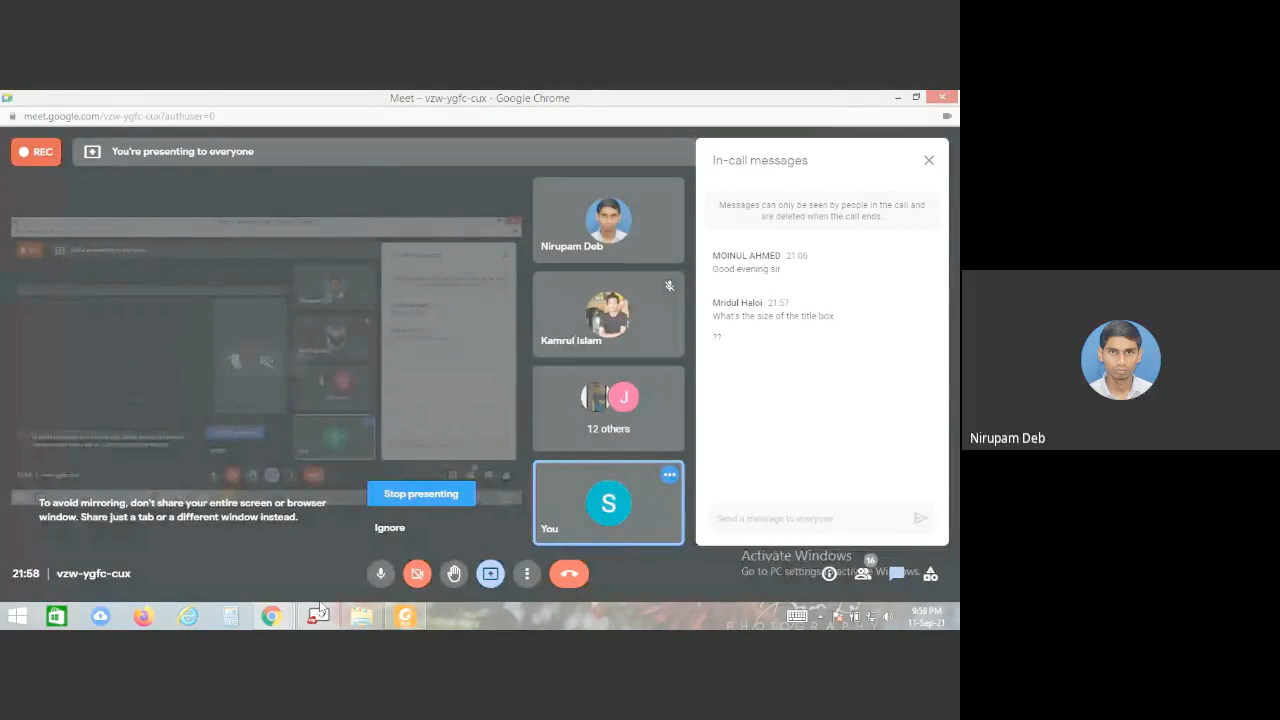 Meet – vzw-ygfc-cux - Google Chrome
meet.google.com/vzw-ygfc-cux?authuser=0
REC
You're presenting to everyone
In-call messages
Messages can only be seen by people in the call and
are deleted when the call ends.
MOINUL AHMED 21:06
Good evening sir
Mridul Haloi 21:57
What's the size of the title box
??
Send a message to everyone
Nirupam Deb
Kamrul Islam
J
12 others
S
You
To avoid mirroring, don't share your entire screen or browser
window. Share just a tab or a different window instead.
Stop presenting
Ignore
21:58 | vzw-ygfc-cux
16
Activate Windows
Go to PC settings to activate Windows.
PHOTOGRAPHY
9:58 PM
11-Sep-21
Nirupam Deb